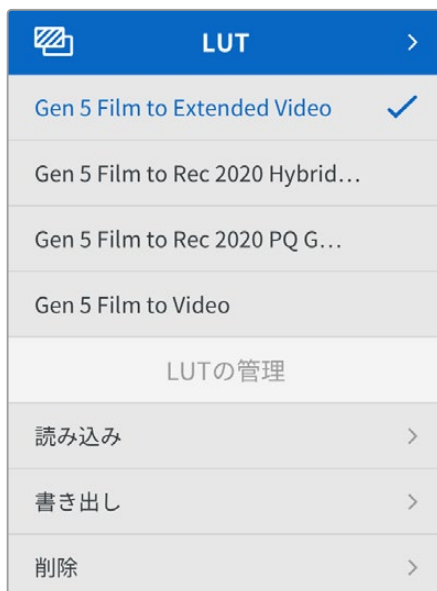 LUT
Gen 5 Film to Extended Video
Gen 5 Film to Rec 2020 Hybrid…
Gen 5 Film to Rec 2020 PQ G…
Gen 5 Film to Video
LUTの管理
読み込み
書き出し
削除